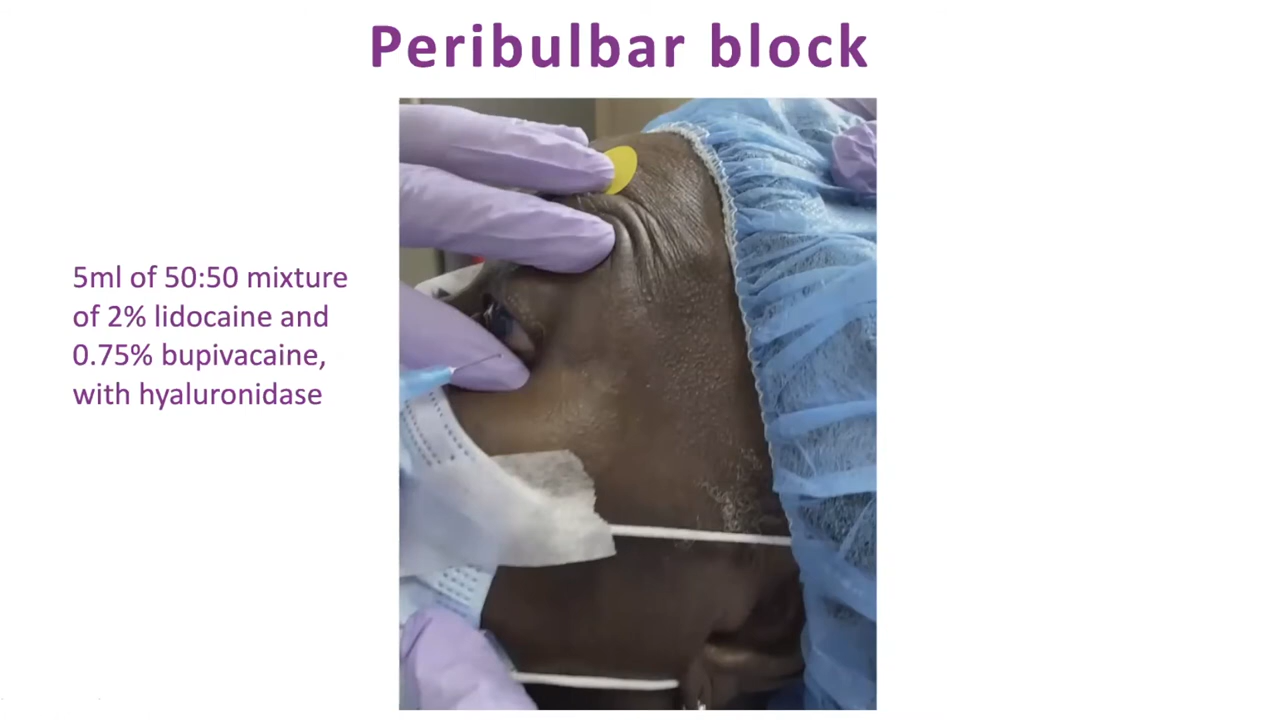 Peribulbar block
5ml of 50:50 mixture
of 2% lidocaine and
0.75% bupivacaine,
with hyaluronidase